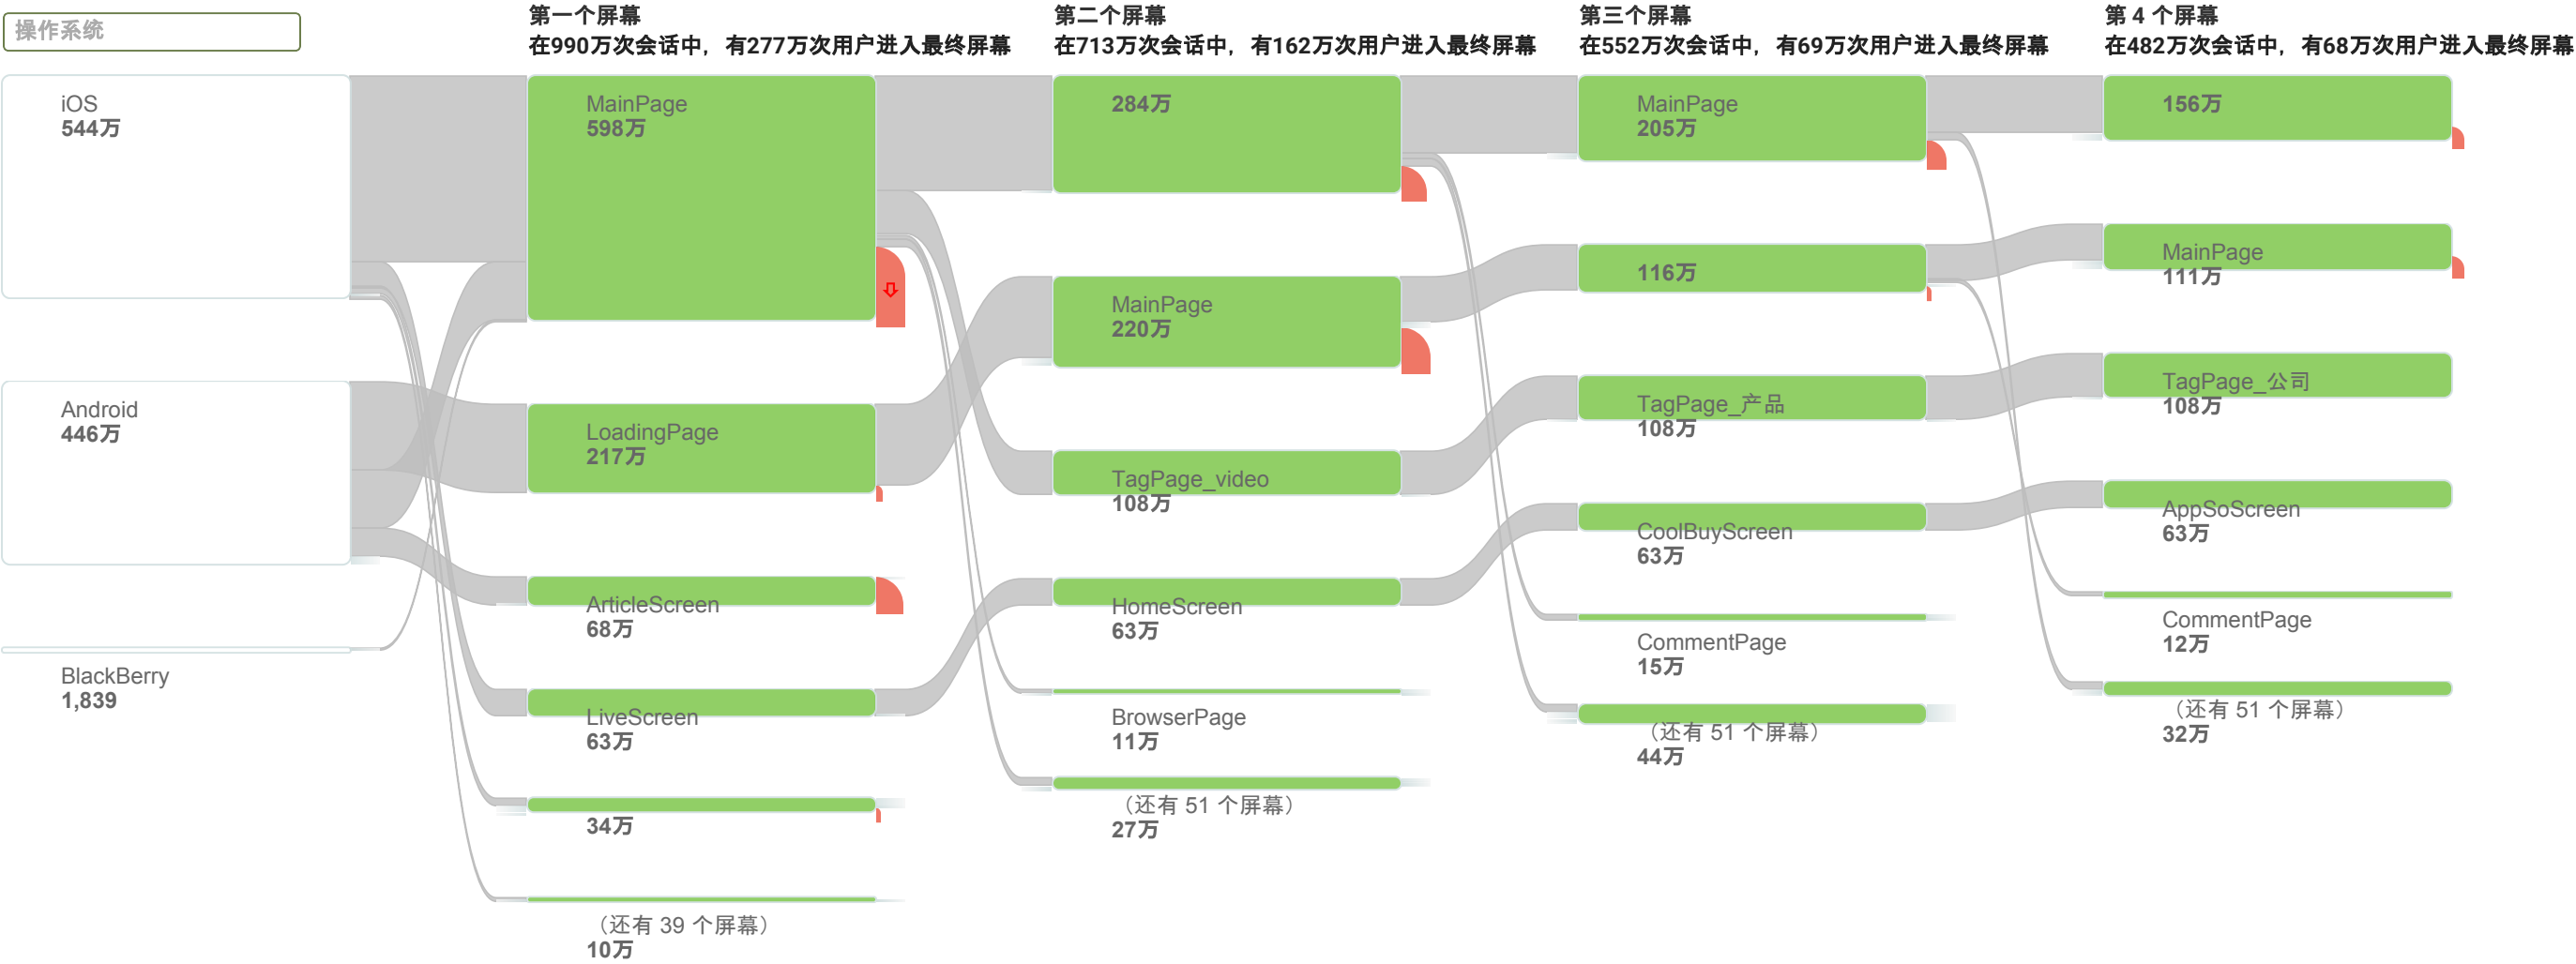 操作系统
第一个屏幕
在990万次会话中，有277万次用户进入最终屏幕
第二个屏幕
在713万次会话中，有162万次用户进入最终屏幕
第三个屏幕
在552万次会话中，有69万次用户进入最终屏幕
第 4 个屏幕
在482万次会话中，有68万次用户进入最终屏幕
iOS
544万
Android
446万
BlackBerry
1,839
MainPage
598万
LoadingPage
217万
ArticleScreen
68万
LiveScreen
63万
34万
（还有 39 个屏幕）
10万
284万
MainPage
220万
TagPage_video
108万
HomeScreen
63万
BrowserPage
11万
（还有 51 个屏幕）
27万
MainPage
205万
116万
TagPage_产品
108万
CoolBuyScreen
63万
CommentPage
15万
（还有 51 个屏幕）
44万
156万
MainPage
111万
TagPage_公司
108万
AppSoScreen
63万
CommentPage
12万
（还有 51 个屏幕）
32万